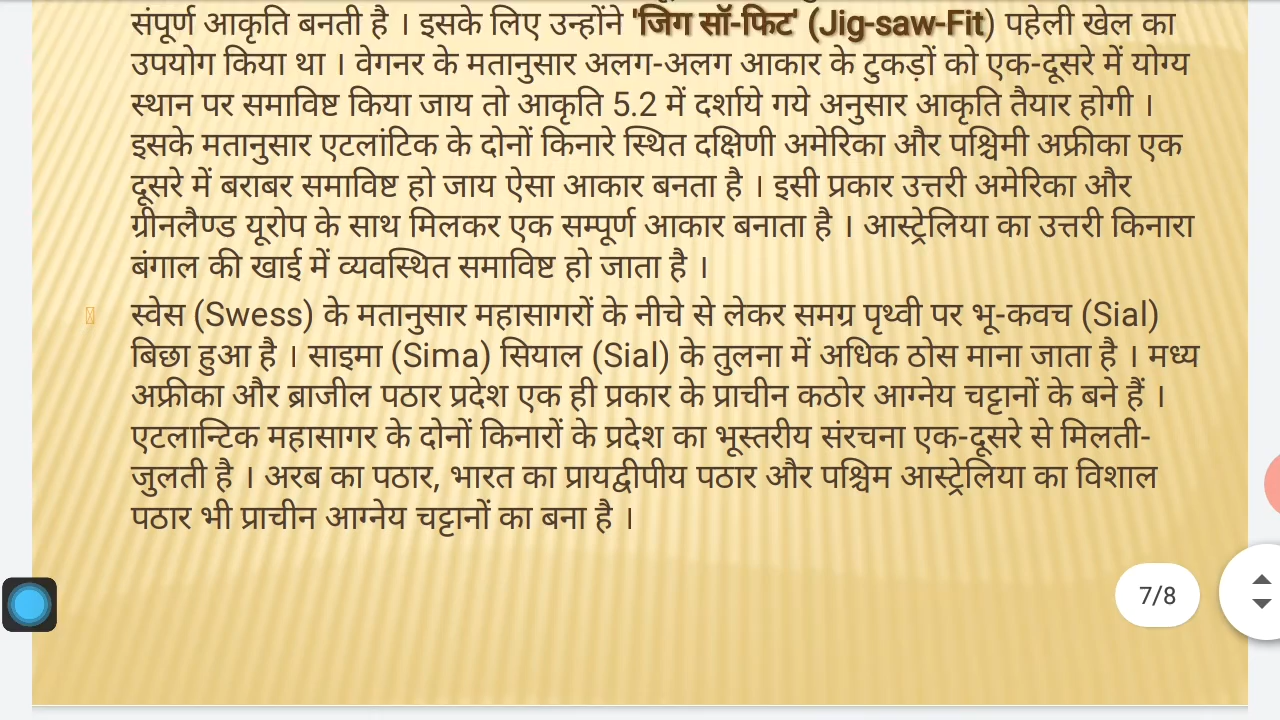 संपूर्ण आकृति बनती है । इसके लिए उन्होंने 'जिग सॉ-फिट' (Jig-saw-Fit) पहेली खेल का
उपयोग किया था । वेगनर के मतानुसार अलग-अलग आकार के टुकड़ों को एक-दूसरे में योग्य
स्थान पर समाविष्ट किया जाय तो आकृति 5.2 में दर्शाये गये अनुसार आकृति तैयार होगी ।
इसके मतानुसार एटलांटिक के दोनों किनारे स्थित दक्षिणी अमेरिका और पश्चिमी अफ्रीका एक
दूसरे में बराबर समाविष्ट हो जाय ऐसा आकार बनता है । इसी प्रकार उत्तरी अमेरिका और
ग्रीनलैण्ड यूरोप के साथ मिलकर एक सम्पूर्ण आकार बनाता है । आस्ट्रेलिया का उत्तरी किनारा
बंगाल की खाई में व्यवस्थित समाविष्ट हो जाता है ।
स्वेस (Swess) के मतानुसार महासागरों के नीचे से लेकर समग्र पृथ्वी पर भू-कवच (Sial)
बिछा हुआ है । साइमा (Sima) सियाल (Sial) के तुलना में अधिक ठोस माना जाता है । मध्य
अफ्रीका और ब्राजील पठार प्रदेश एक ही प्रकार के प्राचीन कठोर आग्नेय चट्टानों के बने हैं ।
एटलान्टिक महासागर के दोनों किनारों के प्रदेश का भूस्तरीय संरचना एक-दूसरे से मिलती-
जुलती है । अरब का पठार, भारत का प्रायद्वीपीय पठार और पश्चिम आस्ट्रेलिया का विशाल
पठार भी प्राचीन आग्नेय चट्टानों का बना है ।
7/8